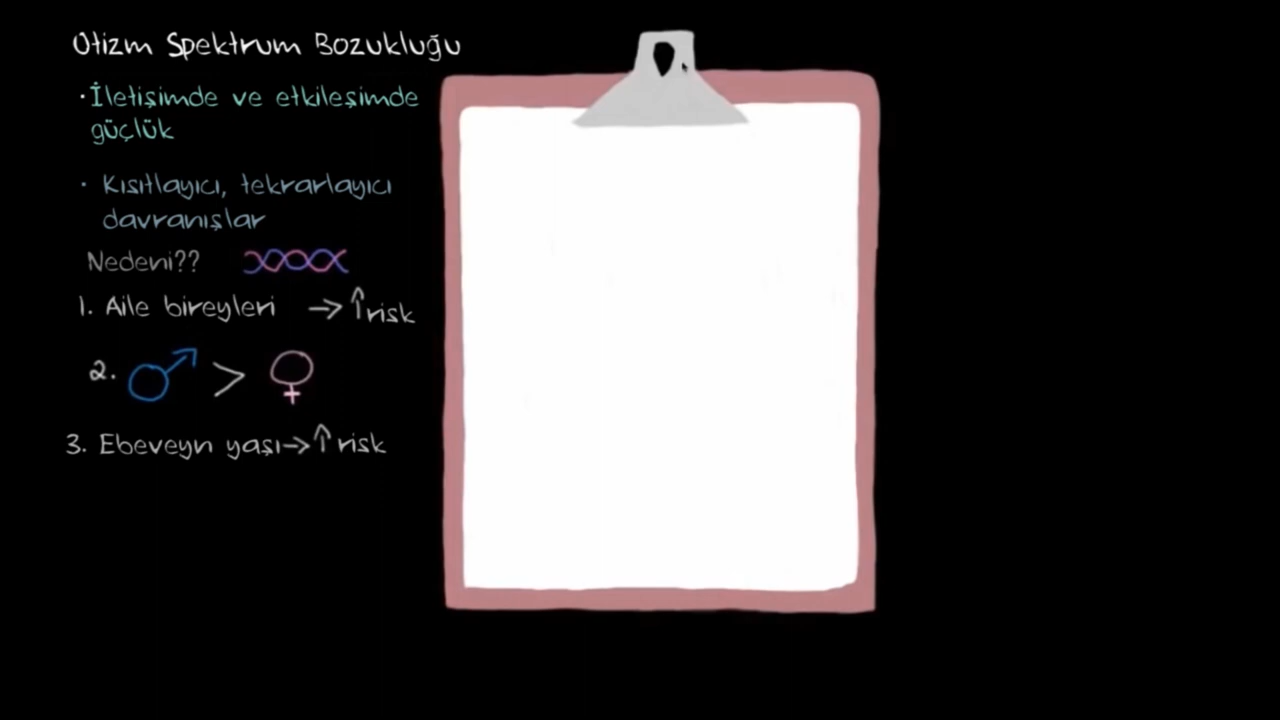 Otizm Spektrum Bozukluğu
· İletişimde ve etkileşimde
güçlük
· Kısıtlayıcı, tekrarlayıcı
davranışlar
Nedeni??
1. Aile bireyleri → ↑risk
2. ♂ > ♀
3. Ebeveyn yaşı→↑risk